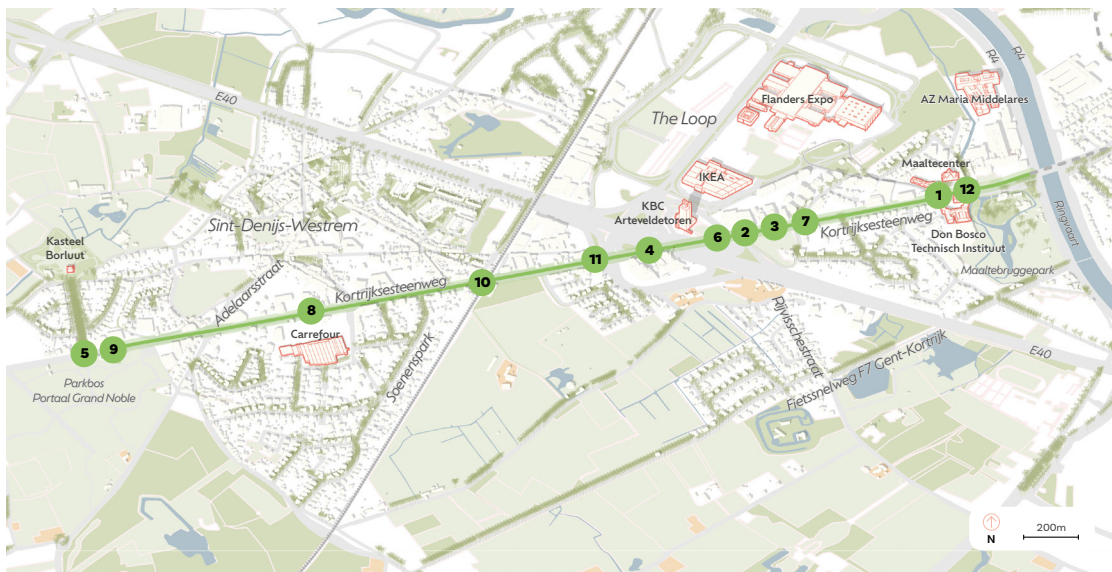 R4
R4
E40
Flanders Expo
AZ Maria Middelares
The Loop
Maaltecenter
IKEA
KBC
Arteveldetoren
1
12
Ringvaart
Sint-Denijs-Westrem
6
2
3
7
Kortrijksesteenweg
Don Bosco
Technisch Instituut
Kasteel
Borluut
11
4
Maaltebruggepark
Adelaarsstraat
10
Kortrijksesteenweg
8
Carrefour
Rijvisschestraat
5
9
E40
Soenenspark
Fietssnelweg F7 Gent-Kortrijk
Parkbos
Portaal Grand Noble
N
200m